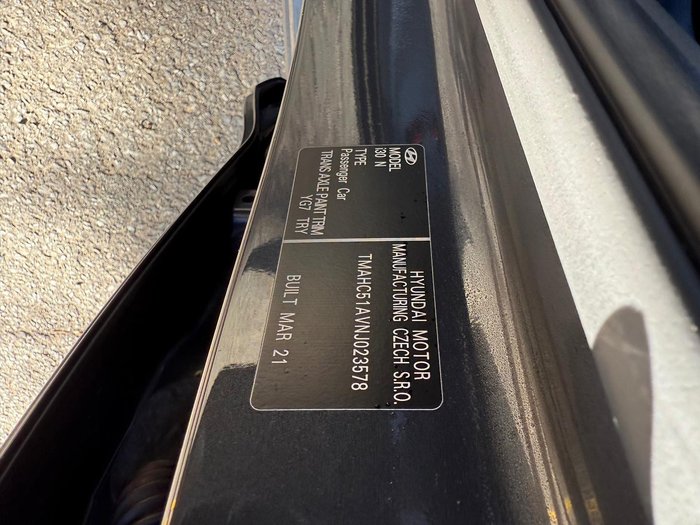 MODEL
i30 N
TYPE
Passenger Car
TRANS AXLE PAINT TRIM
YG7 TRY
HYUNDAI MOTOR
MANUFACTURING CZECH S.R.O.
TMAHC51AVNJ023578
BUILT MAR 21